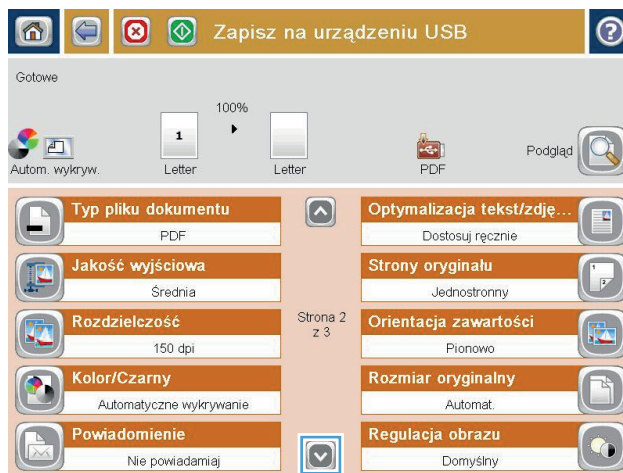 Zapisz na urządzeniu USB
Gotowe
100%
1
Autom. wykryw.
Letter
Letter
PDF
Podgląd
Typ pliku dokumentu
PDF
Jakość wyjściowa
Średnia
Rozdzielczość
150 dpi
Kolor/Czarny
Automatyczne wykrywanie
Powiadomienie
Nie powiadamiaj
Strona 2
z 3
Optymalizacja tekst/zdję...
Dostosuj ręcznie
Strony oryginału
Jednostronny
Orientacja zawartości
Pionowo
Rozmiar oryginalny
Automat.
Regulacja obrazu
Domyślny